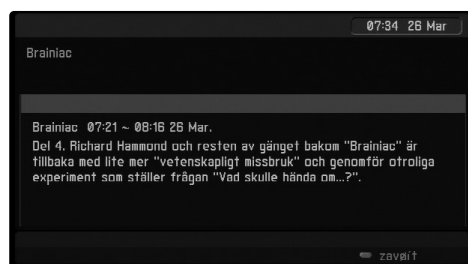 07:34 26 Mar
Brainiac
Brainiac 07:21 ~ 08:16 26 Mar.
Del 4. Richard Hammond och resten av gänget bakom "Brainiac" är
tillbaka med lite mer "vetenskapligt missbruk" och genomför otroliga
experiment som ställer frågan "Vad skulle hända om...?".
zavøít